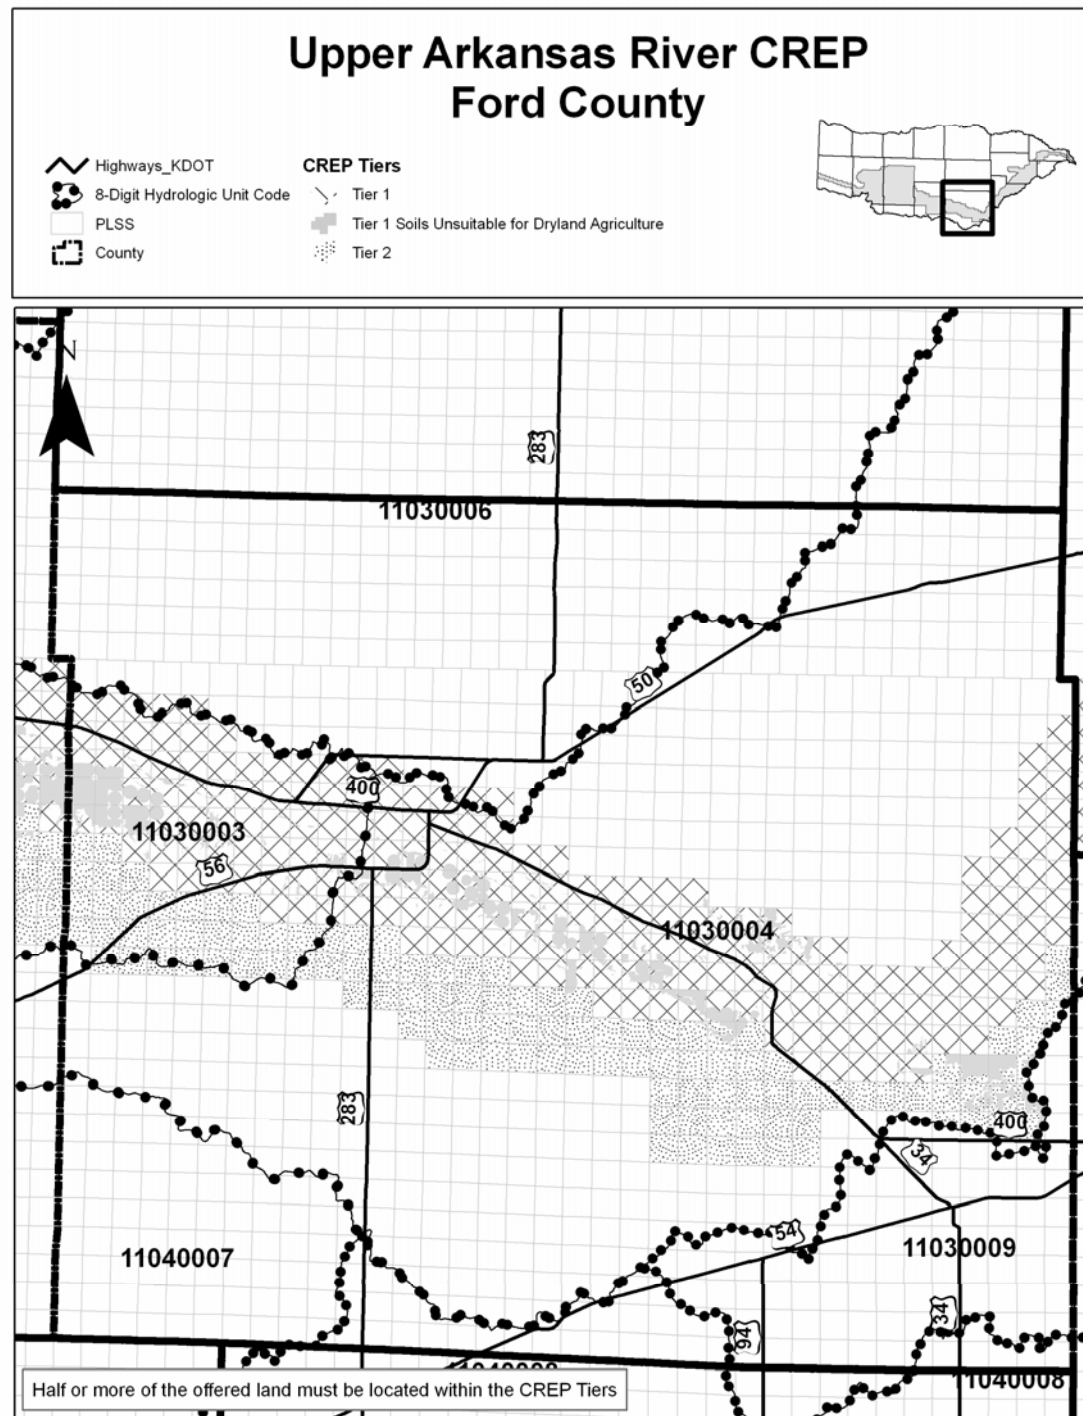 Upper Arkansas River CREP
Ford County
Highways_KDOT
8-Digit Hydrologic Unit Code
PLSS
County
CREP Tiers
Tier 1
Tier 1 Soils Unsuitable for Dryland Agriculture
Tier 2
N
283
11030006
50
400
11030003
56
11030004
283
400
34
54
11030009
11040007
34
94
11040008
Half or more of the offered land must be located within the CREP Tiers